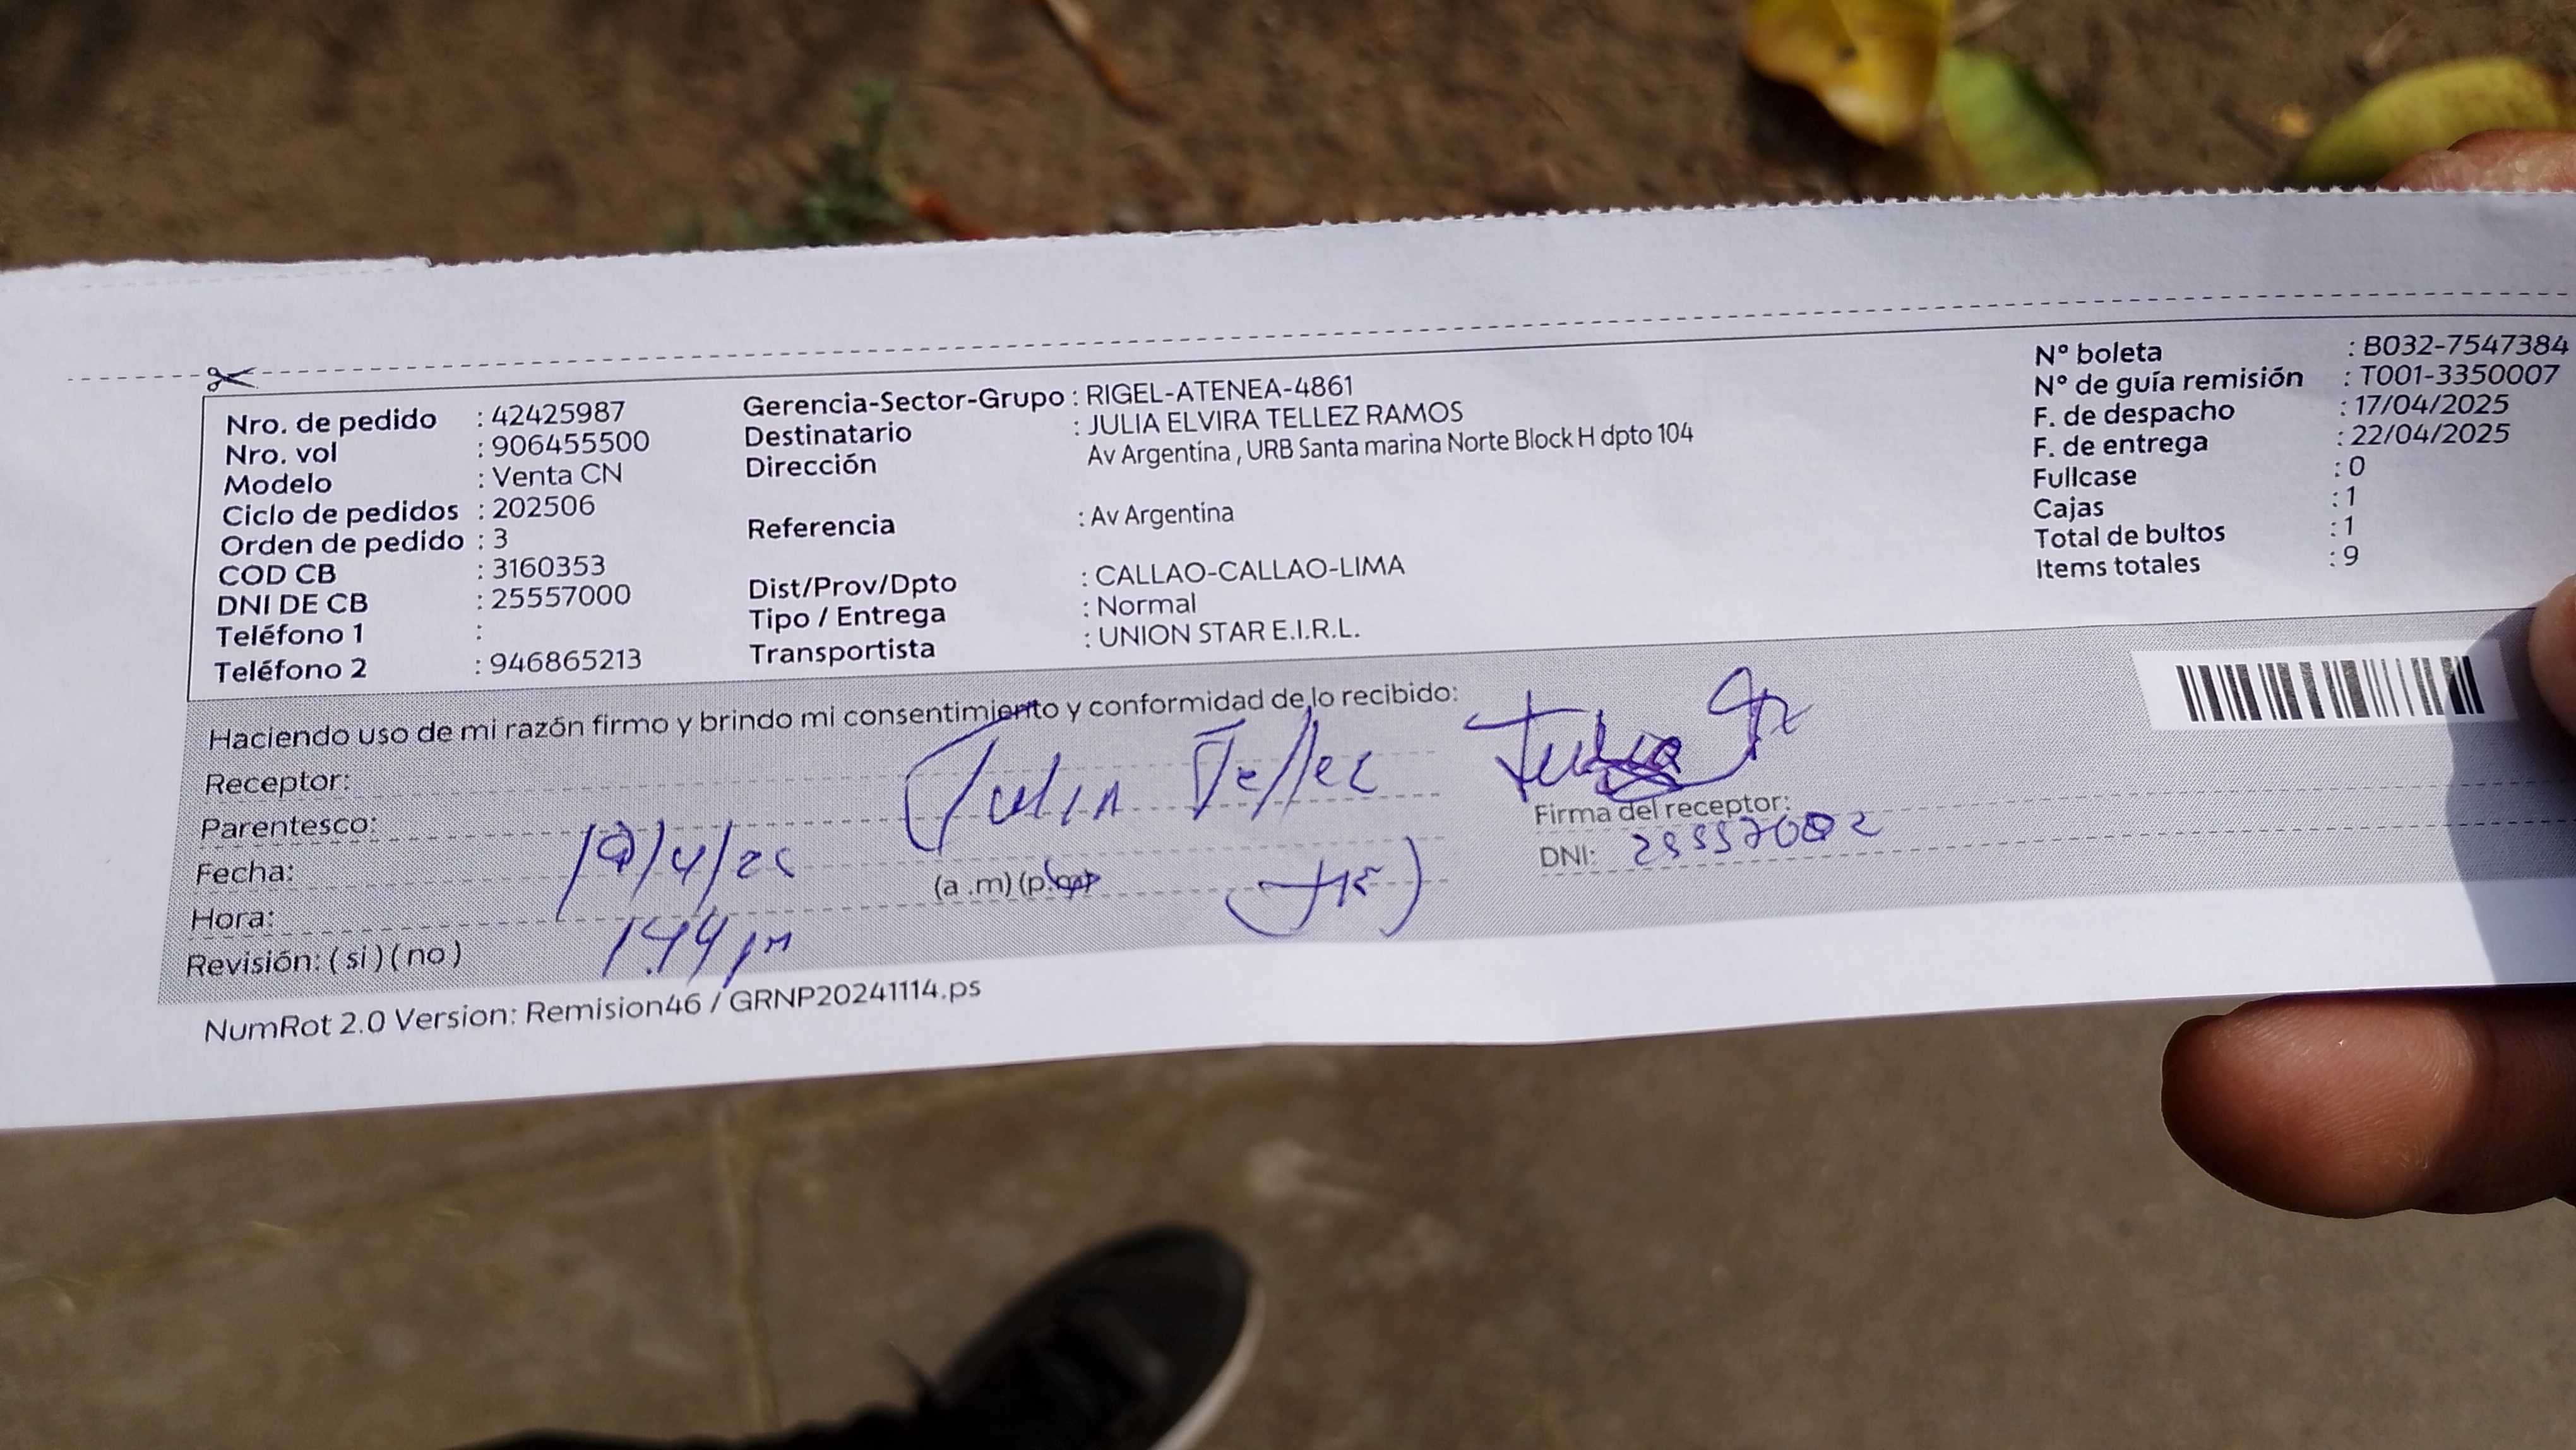 Nro. de pedido : 42425987
Nro. vol : 906455500
Modelo : Venta CN
Ciclo de pedidos : 202506
Orden de pedido : 3
COD CB : 3160353
DNI DE CB : 25557000
Teléfono 1 :
Teléfono 2 : 946865213
Gerencia-Sector-Grupo : RIGEL-ATENEA-4861
Destinatario : JULIA ELVIRA TELLEZ RAMOS
Dirección Av Argentina , URB Santa marina Norte Block H dpto 104
Referencia : Av Argentina
Dist/Prov/Dpto : CALLAO-CALLAO-LIMA
Tipo / Entrega : Normal
Transportista : UNION STAR E.I.R.L.
N° boleta : B032-7547384
N° de guía remisión : T001-3350007
F. de despacho : 17/04/2025
F. de entrega : 22/04/2025
Fullcase : 0
Cajas : 1
Total de bultos : 1
Items totales : 9
Haciendo uso de mi razón firmo y brindo mi consentimiento y conformidad de lo recibido:
Receptor: Julia Tellez
Parentesco:
Fecha:
Hora: (a .m) (p.m)
1.44 pm
Revisión: ( si ) ( no )
Firma del receptor:
Julia
DNI:
NumRot 2.0 Version: Remision46 / GRNP20241114.ps